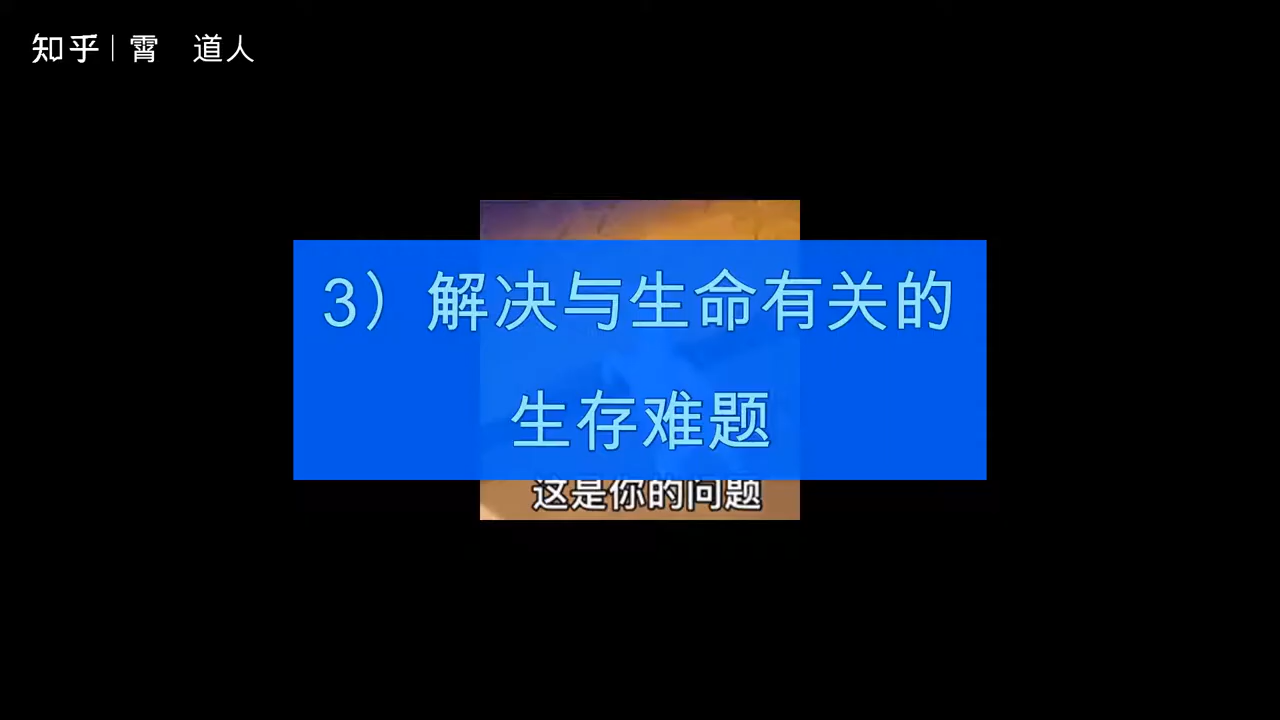 知乎 | 霄 道人
3）解决与生命有关的
生存难题
这是你的问题